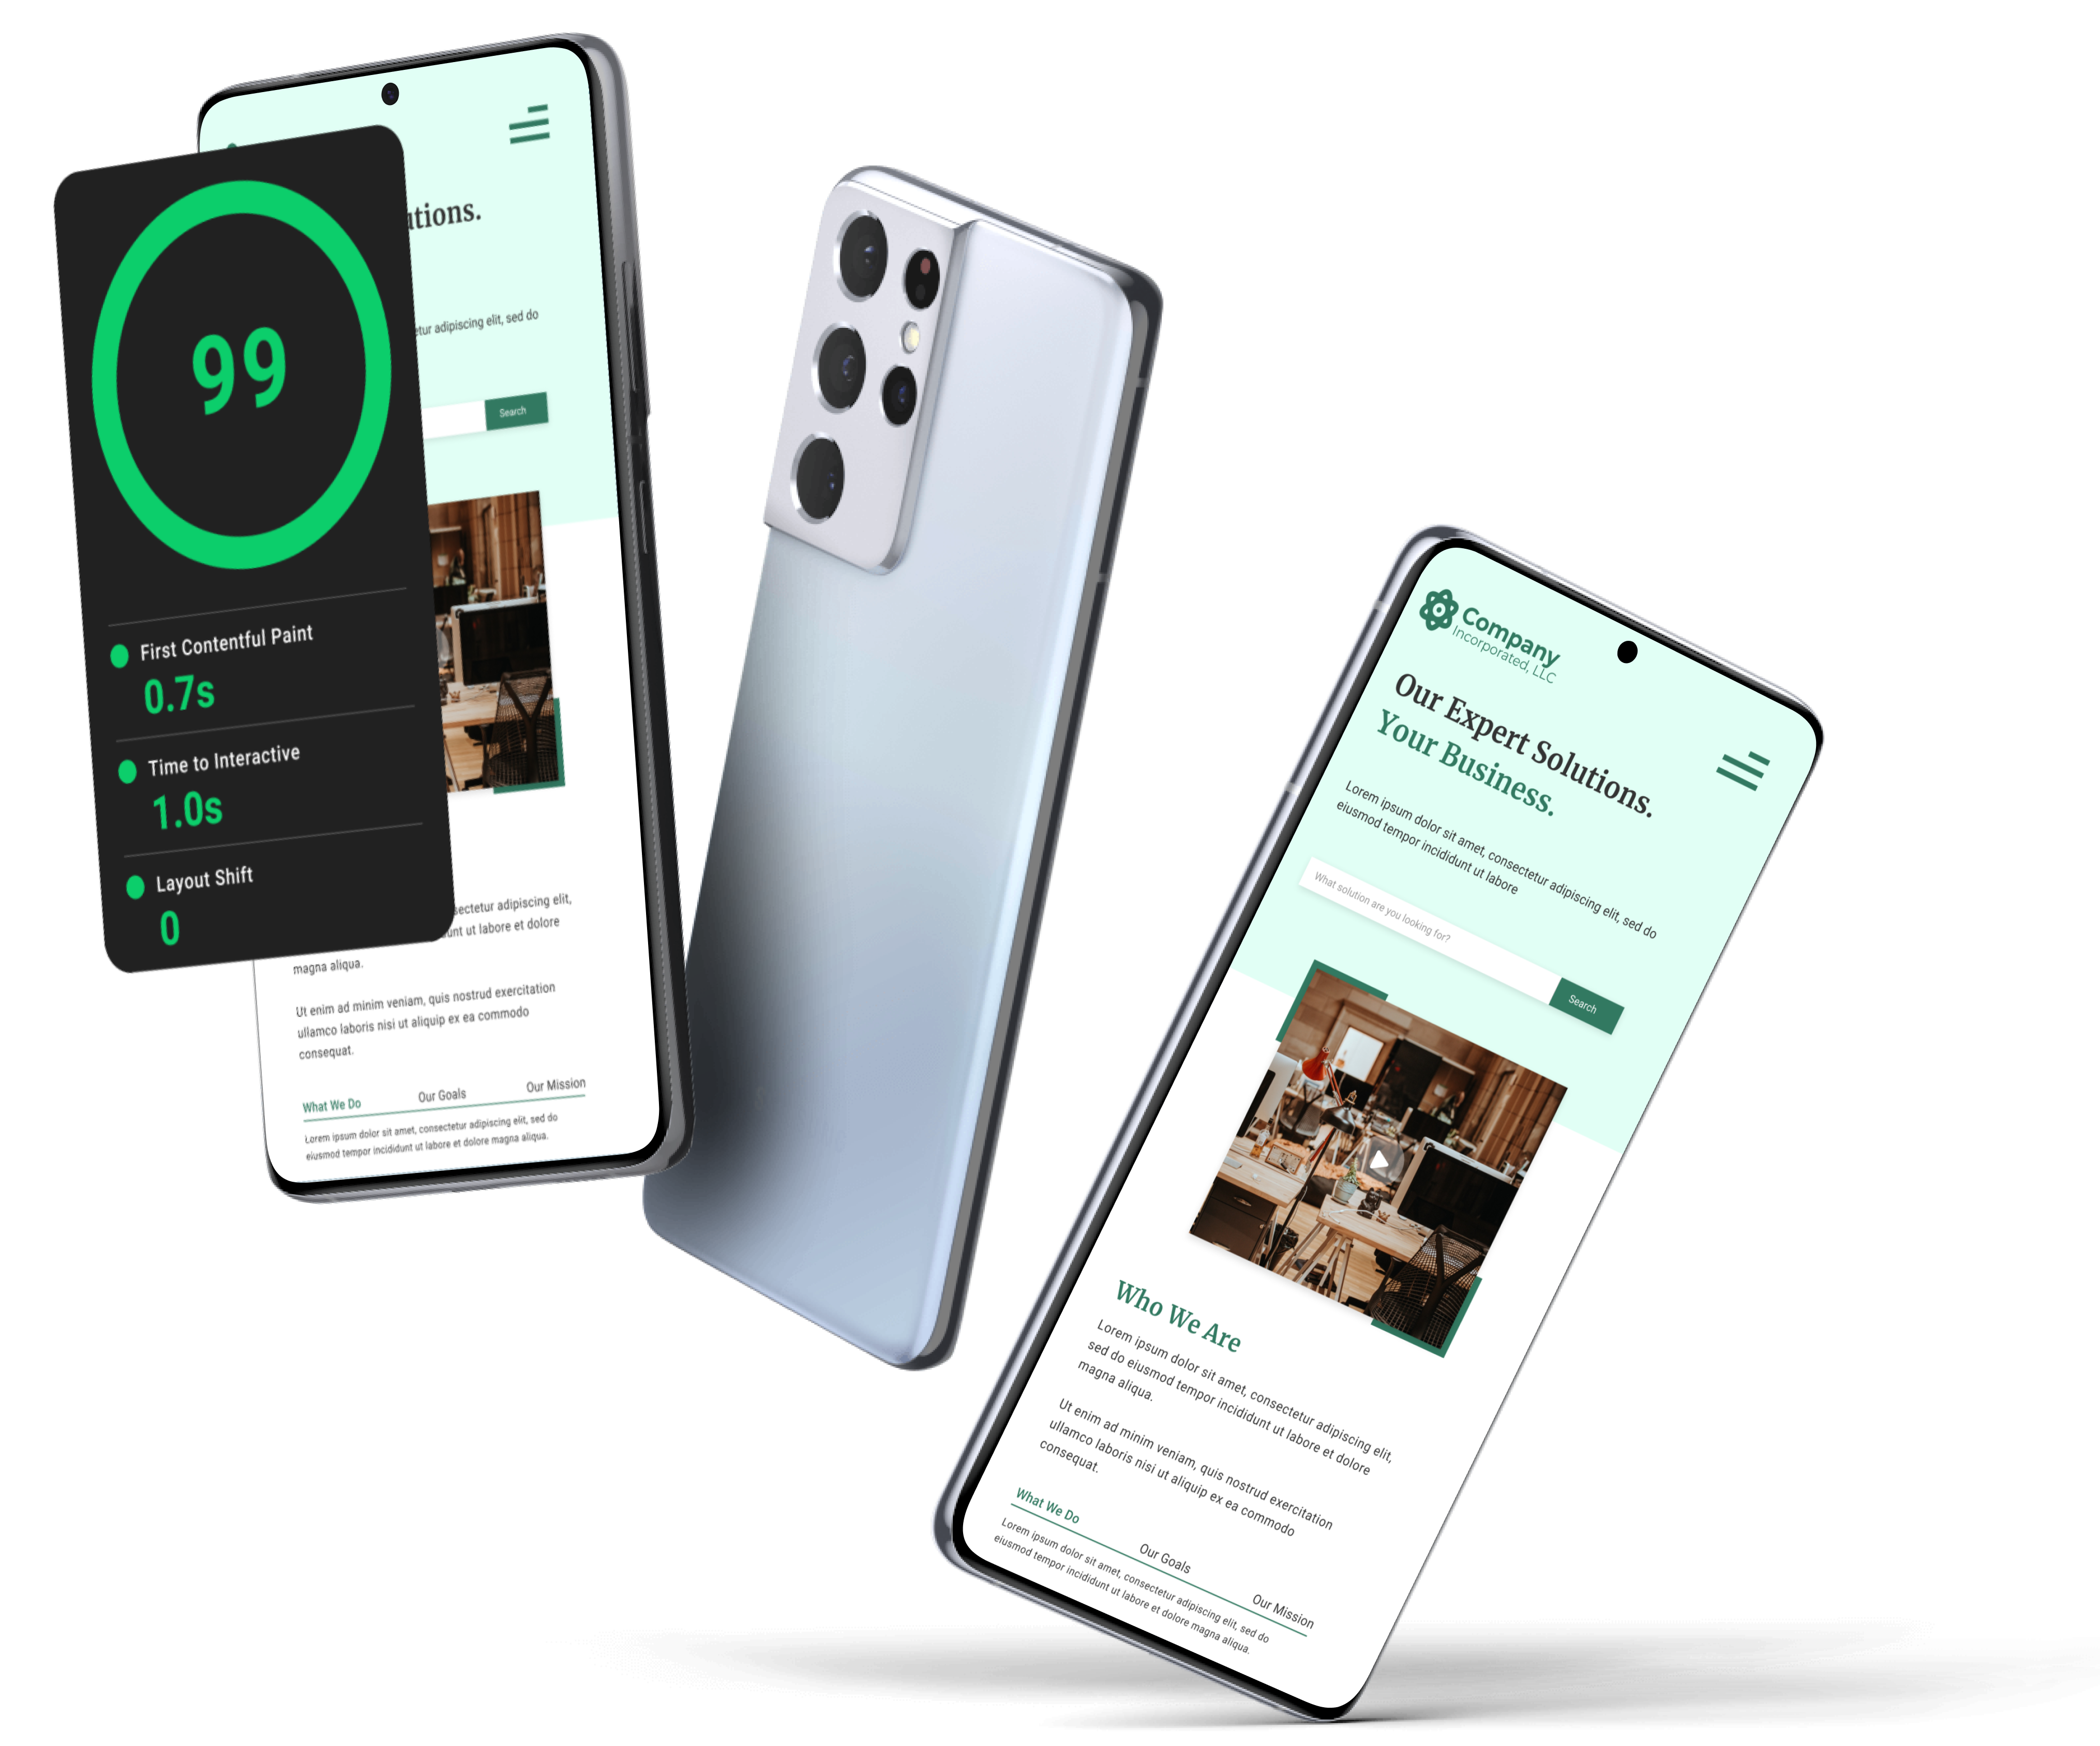 99
First Contentful Paint
0.7s
Time to Interactive
1.0s
Layout Shift
0
adipiscing elit, sed do
Search
adipiscing elit,
ut labore et dolore
magna aliqua.
Ut enim ad minim veniam, quis nostrud exercitation
ullamco laboris nisi ut aliquip ex ea commodo
consequat.
What We Do Our Goals Our Mission
Lorem ipsum dolor sit amet, consectetur adipiscing elit, sed do
eiusmod tempor incididunt ut labore et dolore magna aliqua.
Company
Incorporated, LLC
Our Expert Solutions.
Your Business.
Lorem ipsum dolor sit amet, consectetur adipiscing elit, sed do
eiusmod tempor incididunt ut labore
What solution are you looking for?
Search
Who We Are
Lorem ipsum dolor sit amet, consectetur adipiscing elit,
sed do eiusmod tempor incididunt ut labore et dolore
magna aliqua.
Ut enim ad minim veniam, quis nostrud exercitation
ullamco laboris nisi ut aliquip ex ea commodo
consequat.
What We Do Our Goals Our Mission
Lorem ipsum dolor sit amet, consectetur adipiscing elit, sed do
eiusmod tempor incididunt ut labore et dolore magna aliqua.